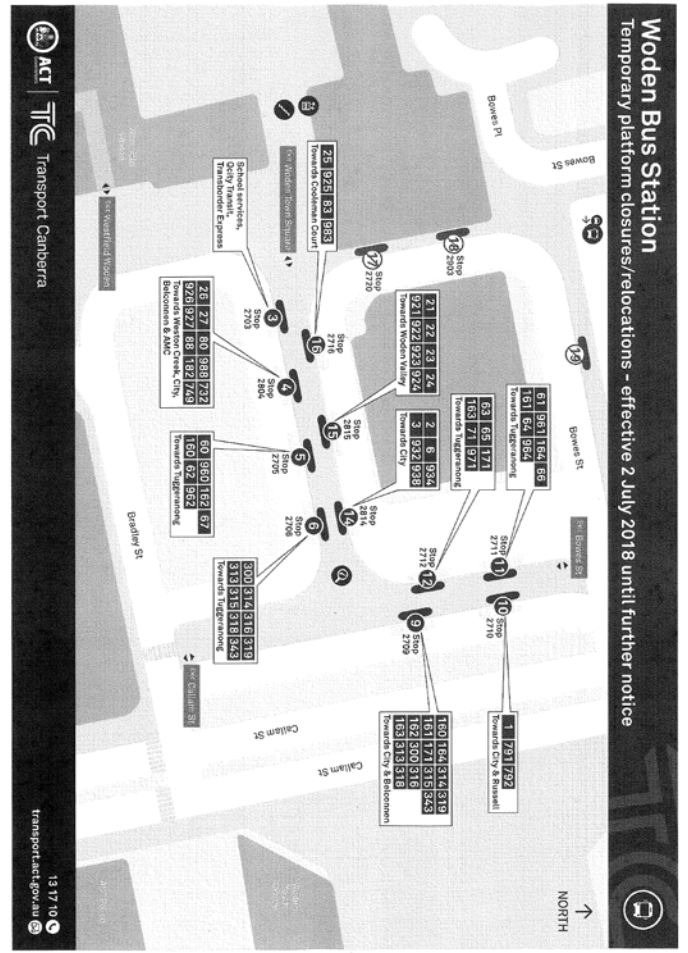 Woden Bus Station
Temporary platform closures/relocations - effective 2 July 2018 until further notice
NORTH
Bowes Pl
Bowes St
Bowes St
Exit Bowes St
Stop
2903
18
Stop
2720
17
19
Exit Woden Town Square
25 925 83 983
Towards Cooleman Court
School services,
Qcity Transit,
Transborder Express
3
Stop
2703
16
Stop
2716
26 27 80 988 732
926 927 88 182 749
Towards Weston Creek, City,
Belconnen & AMC
4
Stop
2804
21 22 23 24
921 922 923 924
Towards Woden Valley
15
Stop
2815
60 960 162 67
160 62 962
Towards Tuggeranong
5
Stop
2705
2 6 934
3 932 938
Towards City
14
Stop
2814
300 314 316 319
313 315 318 343
Towards Tuggeranong
6
Stop
2706
63 65 171
163 71 971
Towards Tuggeranong
12
Stop
2712
61 961 164 66
161 64 964
Towards Tuggeranong
11
Stop
2711
10
Stop
2710
1 791 792
Towards City & Russell
9
Stop
2709
160 164 314 319
161 171 315 343
162 300 316
163 313 318
Towards City & Belconnen
Exit Westfield Woden
Bradley St
Exit Callam St
Callam St
Callam St
ACT
TC
Transport Canberra
13 17 10
transport.act.gov.au